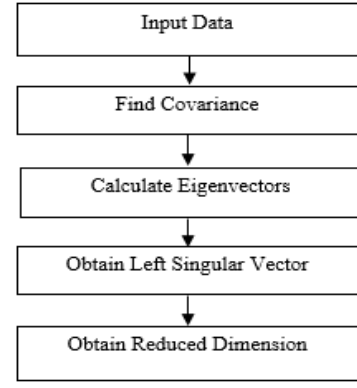 Input Data
Find Covariance
Calculate Eigenvectors
Obtain Left Singular Vector
Obtain Reduced Dimension